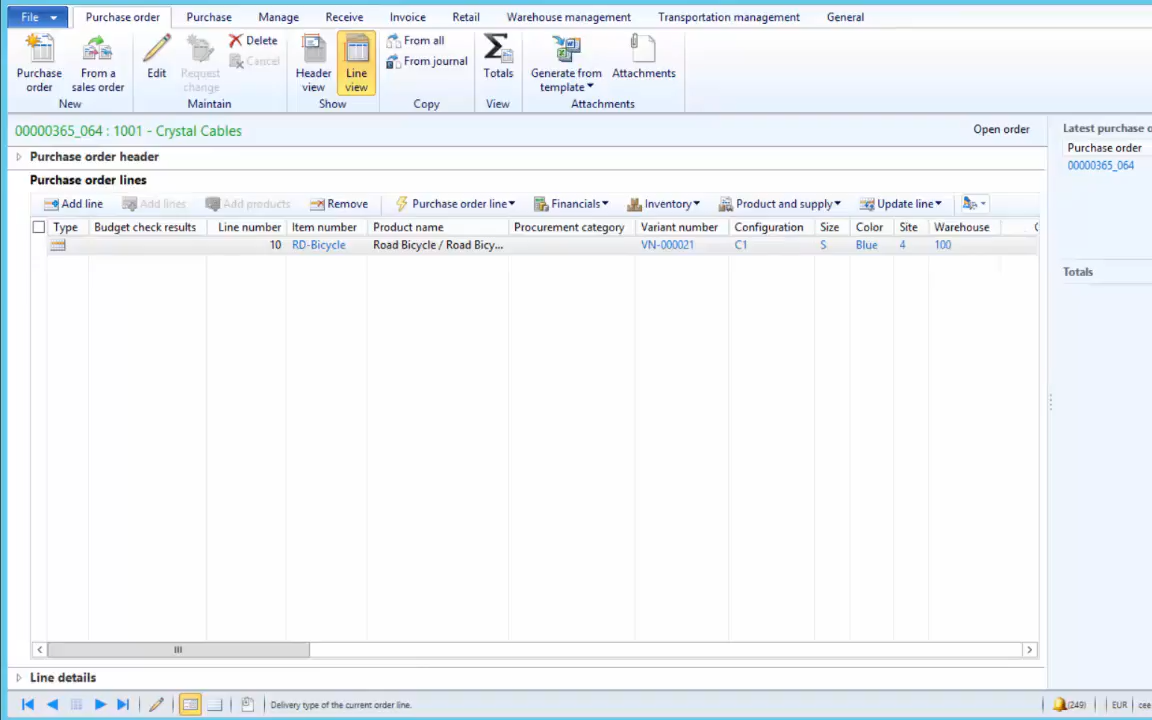 File Purchase order Purchase Manage Receive Invoice Retail Warehouse management Transportation management General
Purchase order
From a sales order
New
Edit
Request change
Delete
Cancel
Maintain
Header view
Line view
Show
From all
From journal
Copy
Totals
View
Generate from template
Attachments
Attachments
00000365_064 : 1001 - Crystal Cables
Open order
Latest purchase o
Purchase order
00000365_064
Totals
Purchase order header
Purchase order lines
Add line Add lines Add products Remove Purchase order line Financials Inventory Product and supply Update line
Type Budget check results Line number Item number Product name Procurement category Variant number Configuration Size Color Site Warehouse
10 RD-Bicycle Road Bicycle / Road Bicy... VN-000021 C1 S Blue 4 100
Line details
Delivery type of the current order line.
(249) EUR cee